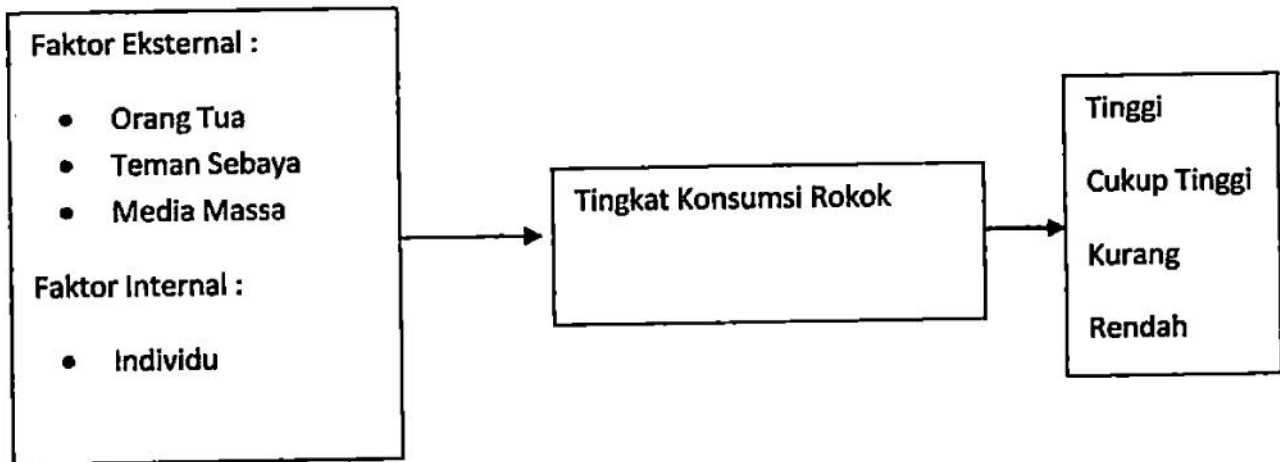 Faktor Eksternal :
• Orang Tua
• Teman Sebaya
• Media Massa
Faktor Internal :
• Individu
Tingkat Konsumsi Rokok
Tinggi
Cukup Tinggi
Kurang
Rendah